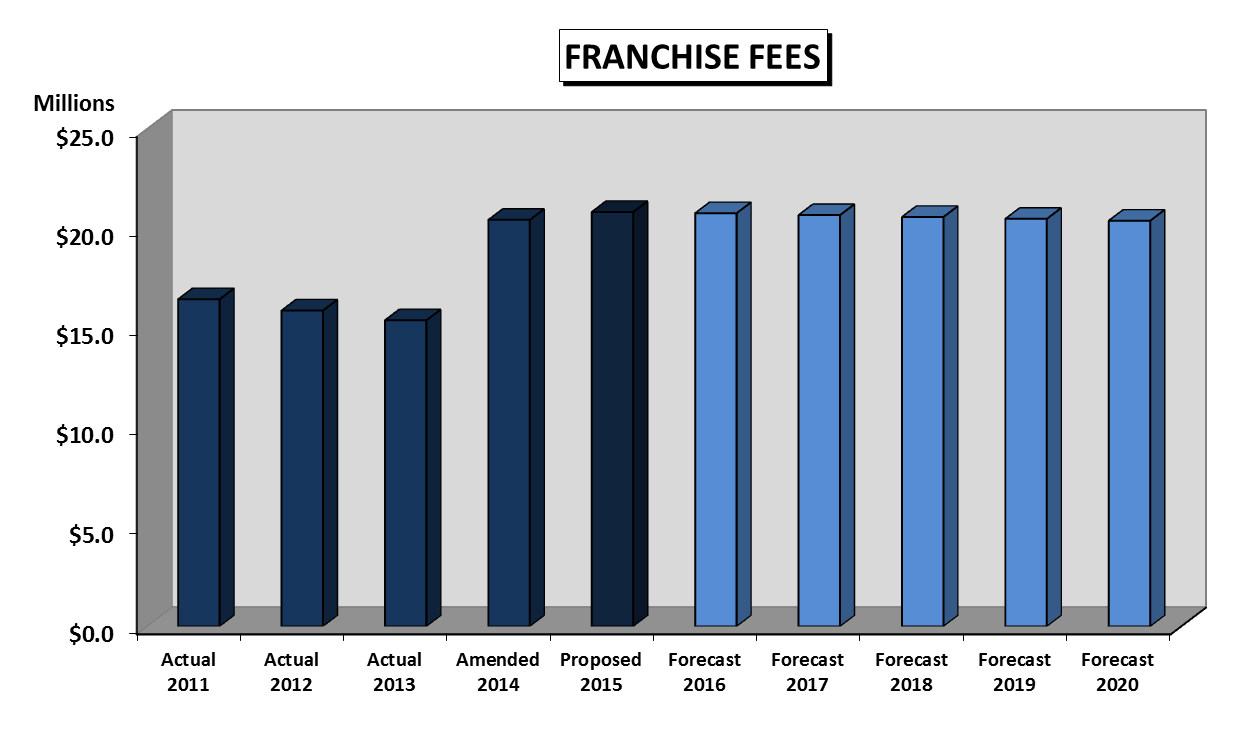 FRANCHISE FEES
Millions
$25.0
$20.0
$15.0
$10.0
$5.0
$0.0
Actual 2011
Actual 2012
Actual 2013
Amended 2014
Proposed 2015
Forecast 2016
Forecast 2017
Forecast 2018
Forecast 2019
Forecast 2020